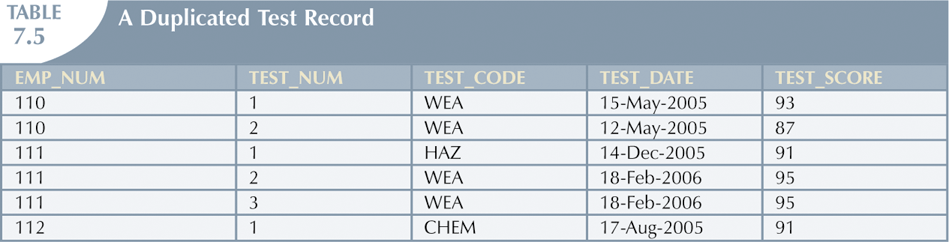 TABLE 7.5
A Duplicated Test Record
EMP_NUM TEST_NUM TEST_CODE TEST_DATE TEST_SCORE
110 1 WEA 15-May-2005 93
110 2 WEA 12-May-2005 87
111 1 HAZ 14-Dec-2005 91
111 2 WEA 18-Feb-2006 95
111 3 WEA 18-Feb-2006 95
112 1 CHEM 17-Aug-2005 91